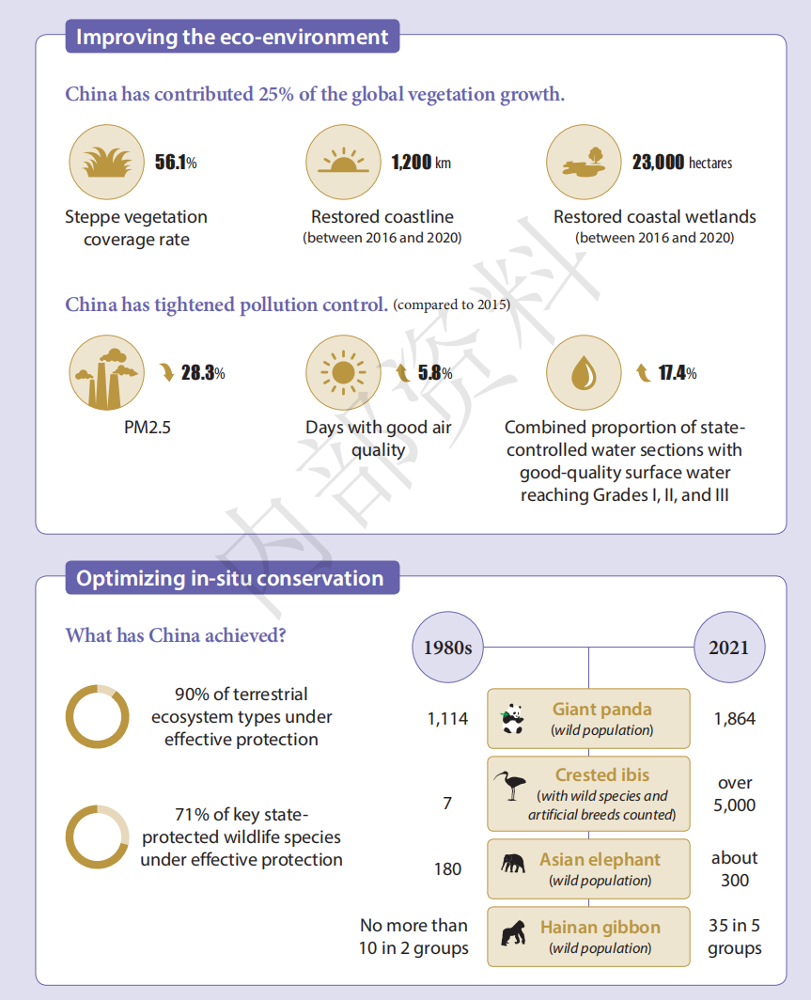 Improving the eco-environment
China has contributed 25% of the global vegetation growth.
56.1%
Steppe vegetation
coverage rate
1,200 km
Restored coastline
(between 2016 and 2020)
23,000 hectares
Restored coastal wetlands
(between 2016 and 2020)
China has tightened pollution control. (compared to 2015)
28.3%
PM2.5
5.8%
Days with good air
quality
17.4%
Combined proportion of state-
controlled water sections with
good-quality surface water
reaching Grades I, II, and III
内部资料
Optimizing in-situ conservation
What has China achieved?
90% of terrestrial
ecosystem types under
effective protection
71% of key state-
protected wildlife species
under effective protection
1980s
2021
1,114
Giant panda
(wild population)
1,864
7
Crested ibis
(with wild species and
artificial breeds counted)
over
5,000
180
Asian elephant
(wild population)
about
300
No more than
10 in 2 groups
Hainan gibbon
(wild population)
35 in 5
groups